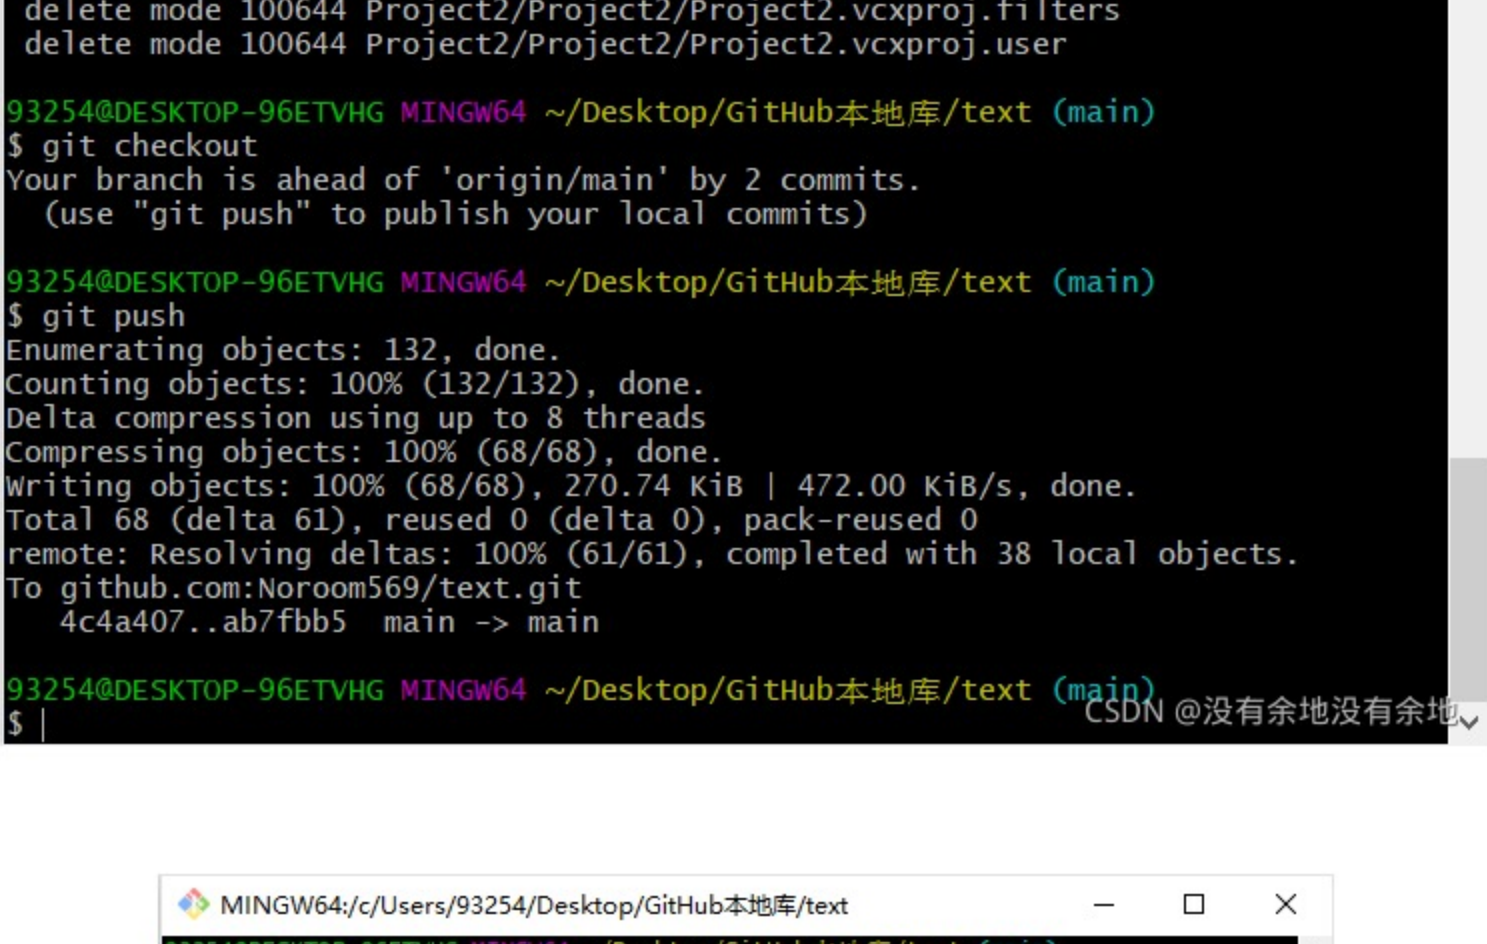 delete mode 100644 Project2/Project2/Project2.vcxproj.filters
delete mode 100644 Project2/Project2/Project2.vcxproj.user
93254@DESKTOP-96ETVHG MINGW64 ~/Desktop/GitHub本地库/text (main)
$ git checkout
Your branch is ahead of 'origin/main' by 2 commits.
(use "git push" to publish your local commits)
93254@DESKTOP-96ETVHG MINGW64 ~/Desktop/GitHub本地库/text (main)
$ git push
Enumerating objects: 132, done.
Counting objects: 100% (132/132), done.
Delta compression using up to 8 threads
Compressing objects: 100% (68/68), done.
Writing objects: 100% (68/68), 270.74 KiB | 472.00 KiB/s, done.
Total 68 (delta 61), reused 0 (delta 0), pack-reused 0
remote: Resolving deltas: 100% (61/61), completed with 38 local objects.
To github.com:Noroom569/text.git
4c4a407..ab7fbb5 main -> main
93254@DESKTOP-96ETVHG MINGW64 ~/Desktop/GitHub本地库/text (main)
$
CSDN @没有余地没有余地
MINGW64:/c/Users/93254/Desktop/GitHub本地库/text